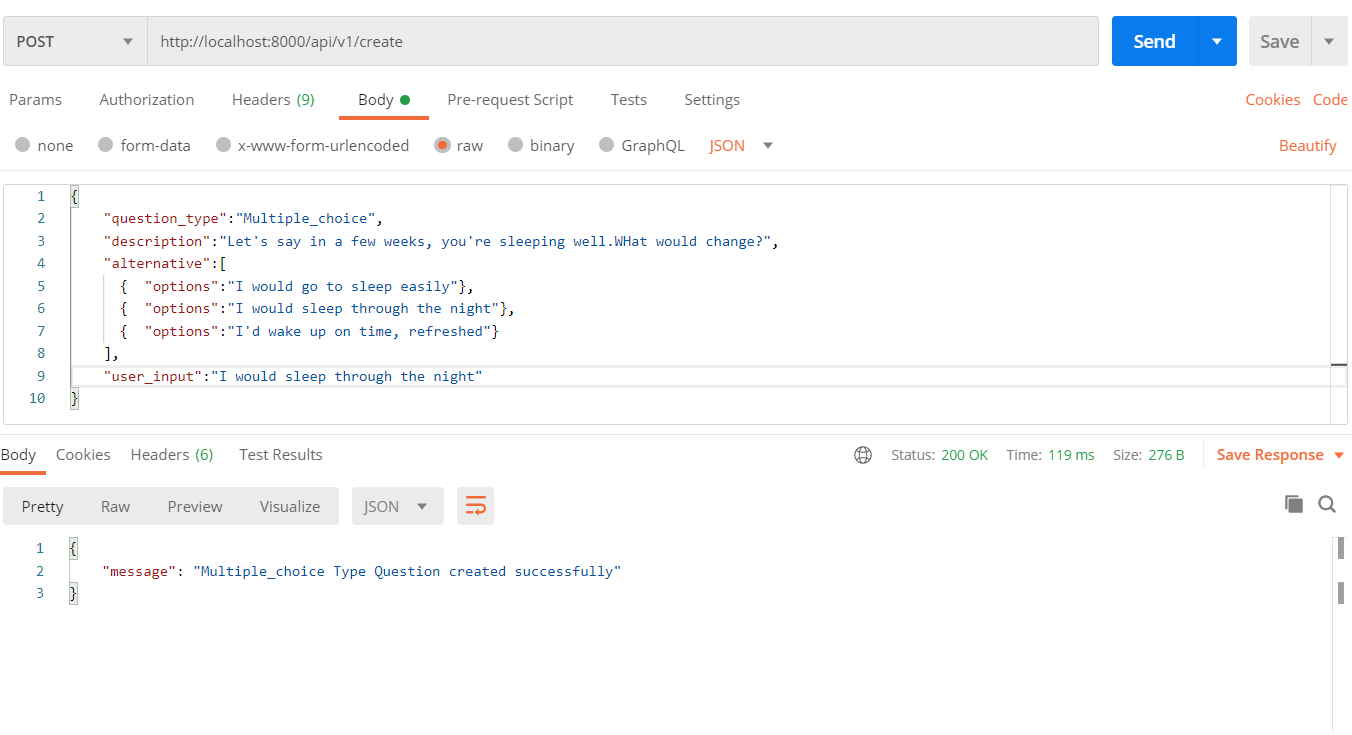 POST http://localhost:8000/api/v1/create Send Save
Params Authorization Headers (9) Body Pre-request Script Tests Settings Cookies Code
none form-data x-www-form-urlencoded raw binary GraphQL JSON Beautify
1 {
2 "question_type":"Multiple_choice",
3 "description":"Let's say in a few weeks, you're sleeping well.WHat would change?",
4 "alternative":[
5 { "options":"I would go to sleep easily"},
6 { "options":"I would sleep through the night"},
7 { "options":"I'd wake up on time, refreshed"}
8 ],
9 "user_input":"I would sleep through the night"
10 }
Body Cookies Headers (6) Test Results Status: 200 OK Time: 119 ms Size: 276 B Save Response
Pretty Raw Preview Visualize JSON
1 {
2 "message": "Multiple_choice Type Question created successfully"
3 }